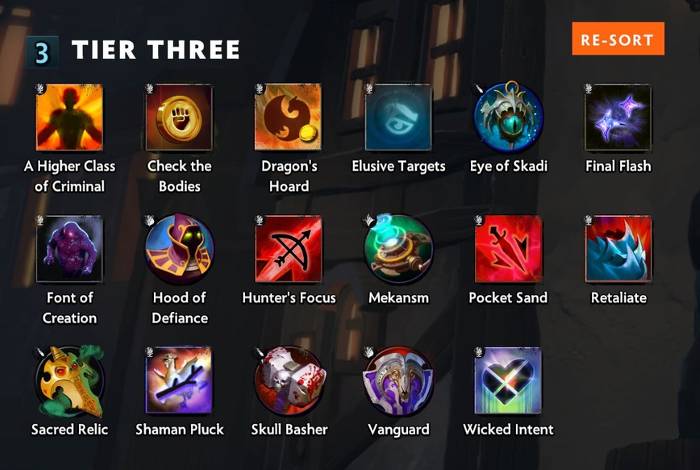 3 TIER THREE
RE-SORT
A Higher Class
of Criminal
Check the
Bodies
Dragon's
Hoard
Elusive Targets
Eye of Skadi
Final Flash
Font of
Creation
Hood of
Defiance
Hunter's Focus
Mekansm
Pocket Sand
Retaliate
Sacred Relic
Shaman Pluck
Skull Basher
Vanguard
Wicked Intent